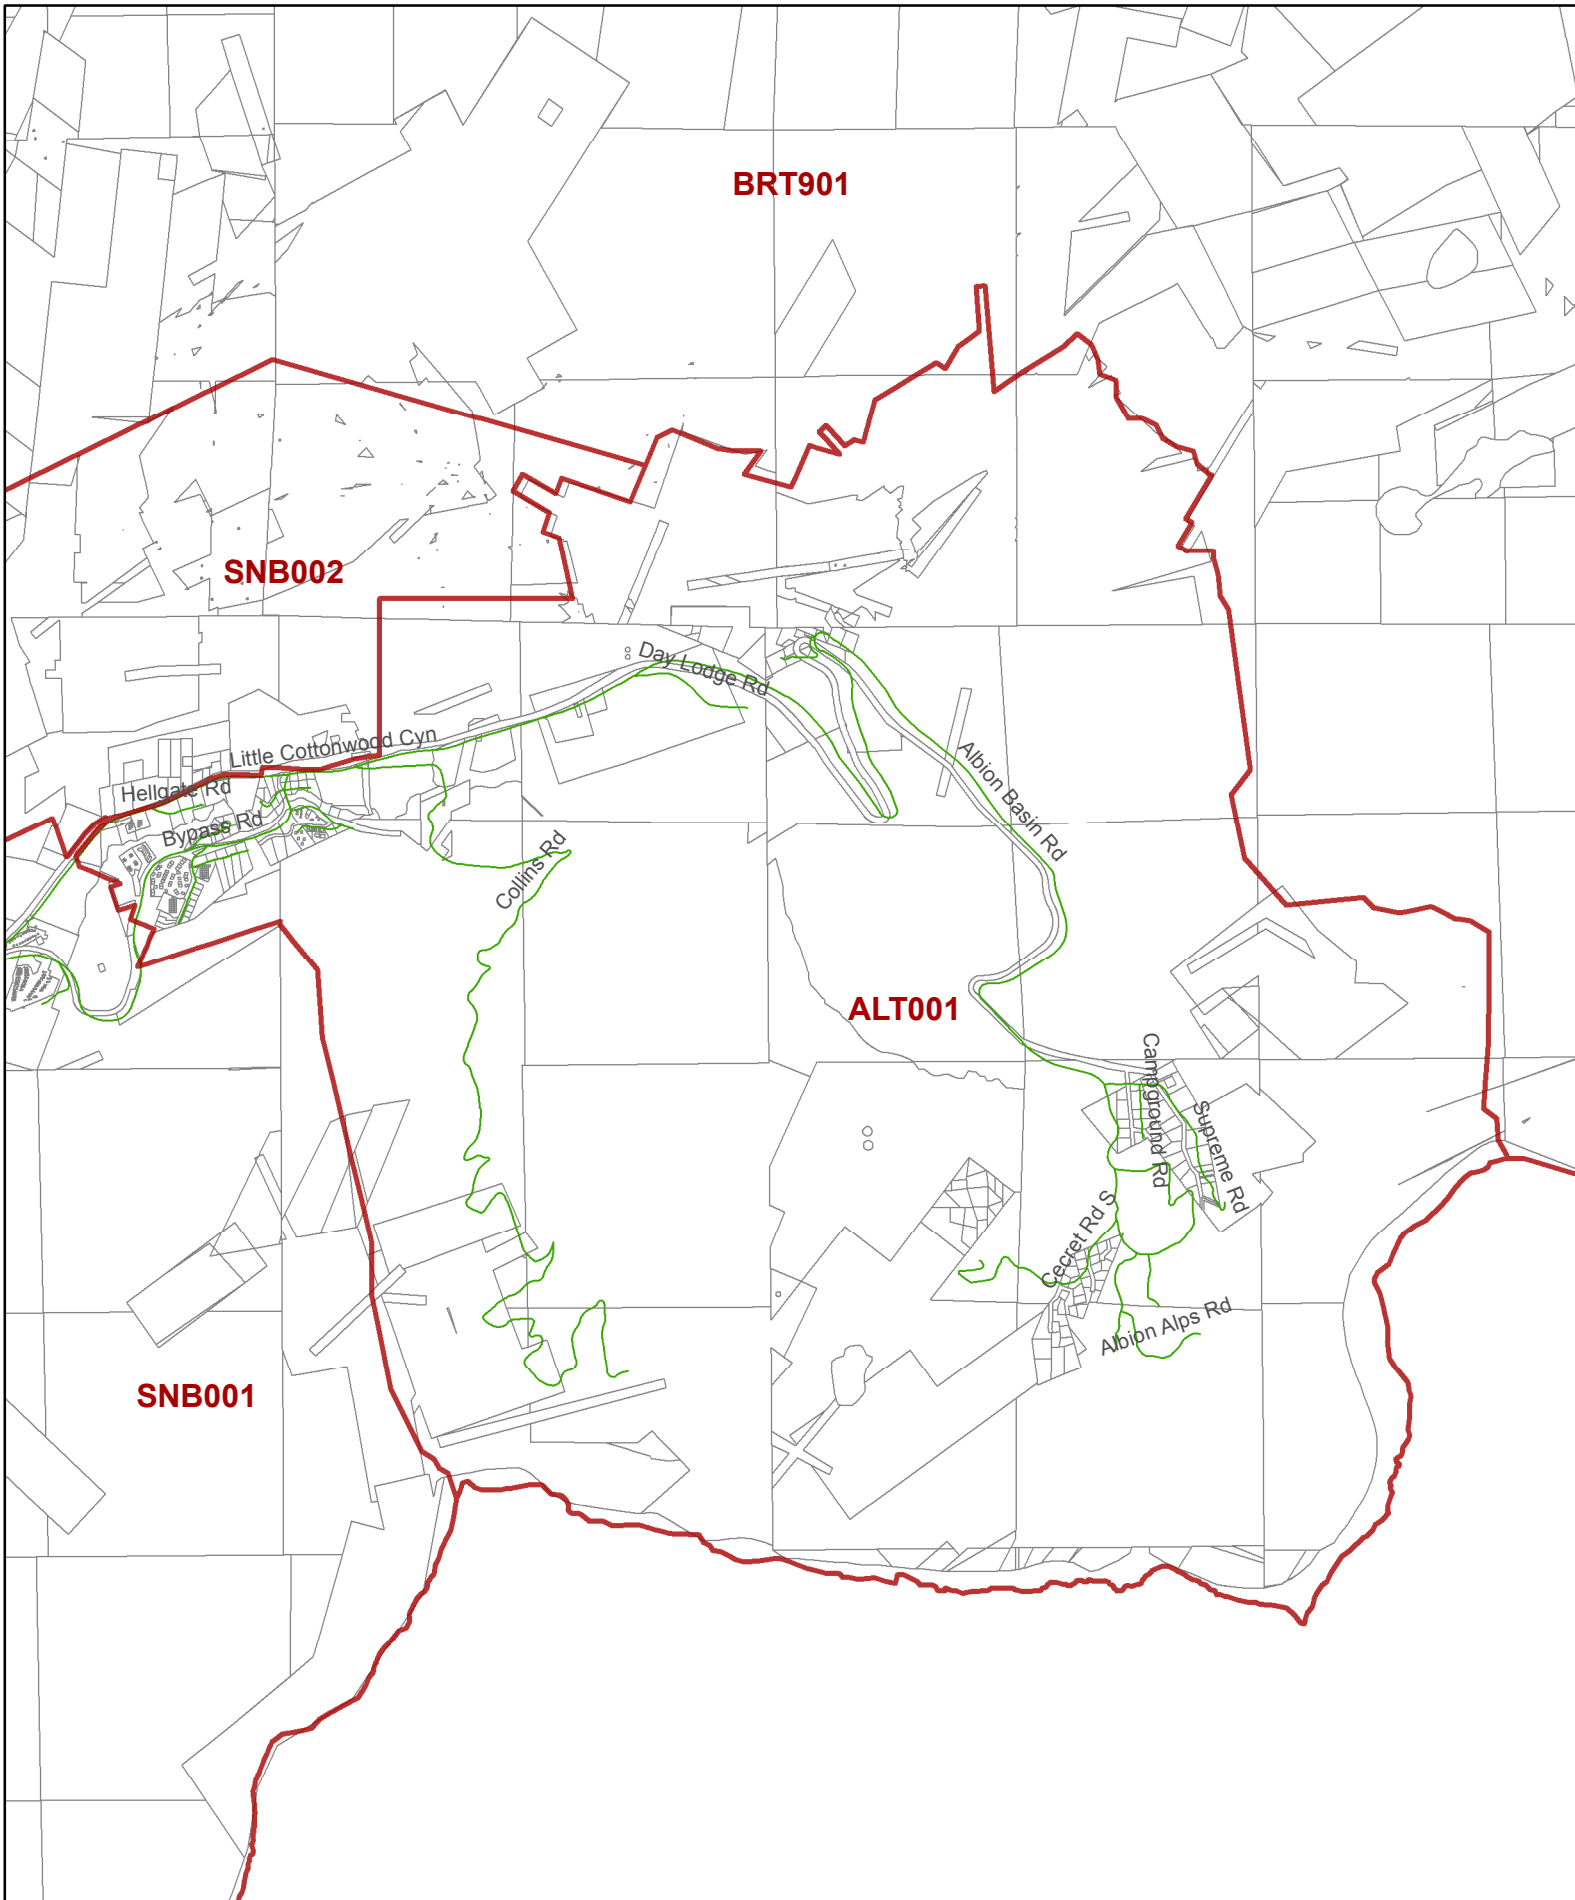 BRT901
SNB002
Day Lodge Rd
Little Cottonwood Cyn
Albion Basin Rd
Hellgate Rd
Bypass Rd
Collins Rd
ALT001
Campground Rd
Supreme Rd
Cecret Rd S
Albion Alps Rd
SNB001